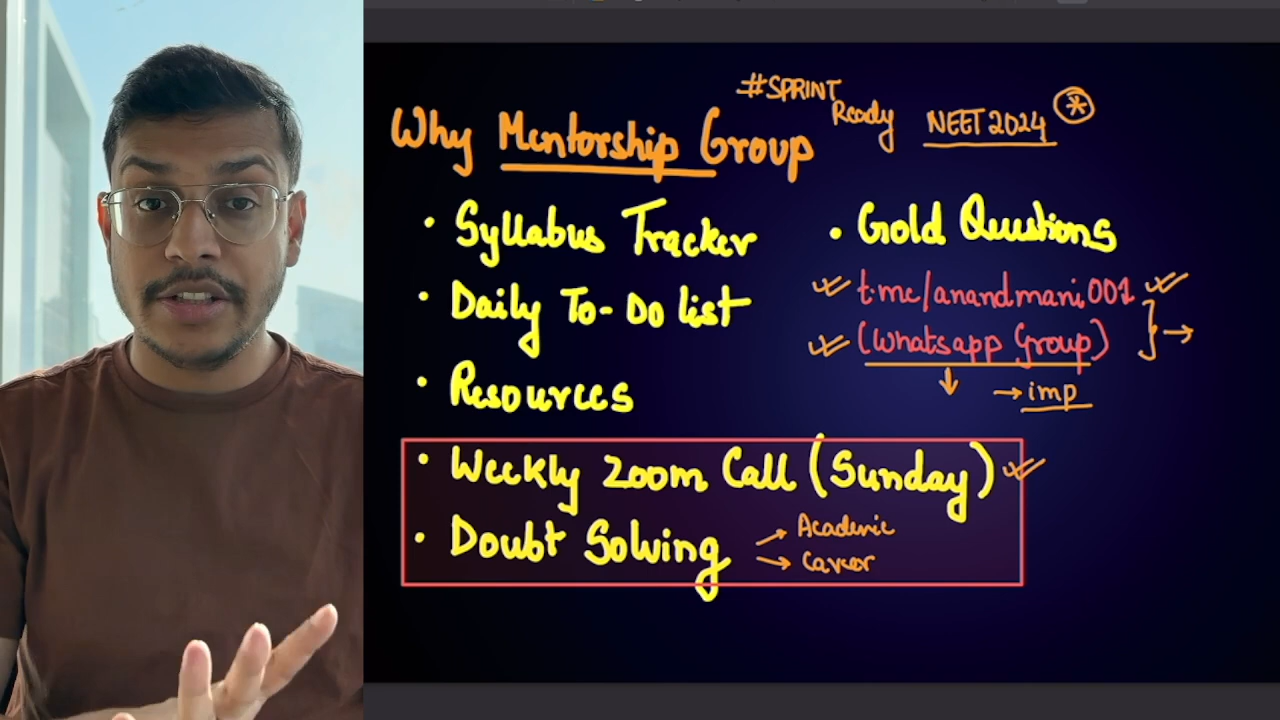 #SPRINT
Ready NEET 2024 *
Why Mentorship Group
• Syllabus Tracker
• Daily To-Do list
• Resources
• Weekly Zoom Call (Sunday)
• Doubt Solving
→ Academic
→ Career
• Gold Questions
t.me/anandmani001
(Whatsapp Group)
→ imp